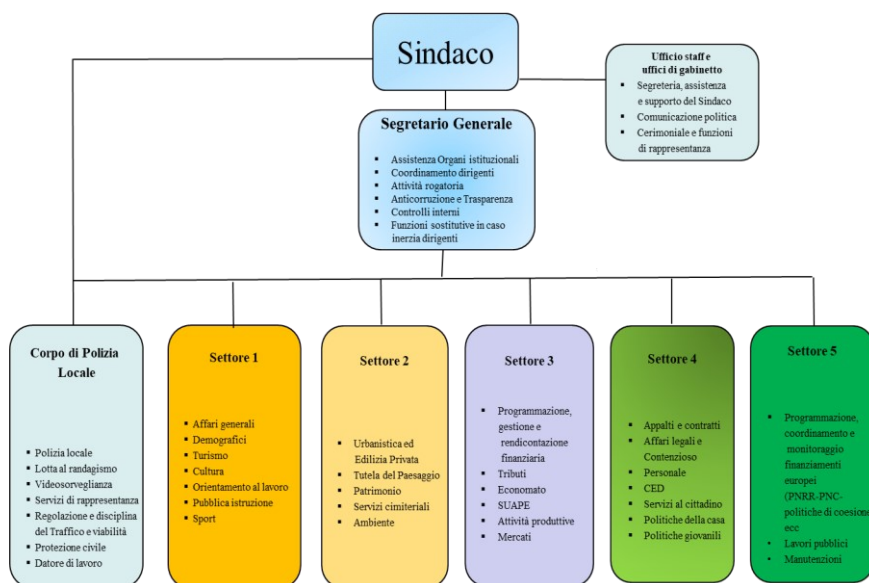 Sindaco
Ufficio staff e
uffici di gabinetto
▪ Segreteria, assistenza
e supporto del Sindaco
▪ Comunicazione politica
▪ Cerimoniale e funzioni
di rappresentanza
Segretario Generale
▪ Assistenza Organi istituzionali
▪ Coordinamento dirigenti
▪ Attività rogatoria
▪ Anticorruzione e Trasparenza
▪ Controlli interni
▪ Funzioni sostitutive in caso
inerzia dirigenti
Corpo di Polizia
Locale
▪ Polizia locale
▪ Lotta al randagismo
▪ Videosorveglianza
▪ Servizi di rappresentanza
▪ Regolazione e disciplina
del Traffico e viabilità
▪ Protezione civile
▪ Datore di lavoro
Settore 1
▪ Affari generali
▪ Demografici
▪ Turismo
▪ Cultura
▪ Orientamento al lavoro
▪ Pubblica istruzione
▪ Sport
Settore 2
▪ Urbanistica ed
Edilizia Privata
▪ Tutela del Paesaggio
▪ Patrimonio
▪ Servizi cimiteriali
▪ Ambiente
Settore 3
▪ Programmazione,
gestione e
rendicontazione
finanziaria
▪ Tributi
▪ Economato
▪ SUAPE
▪ Attività produttive
▪ Mercati
Settore 4
▪ Appalti e contratti
▪ Affari legali e
Contenzioso
▪ Personale
▪ CED
▪ Servizi al cittadino
▪ Politiche della casa
▪ Politiche giovanili
Settore 5
▪ Programmazione,
coordinamento e
monitoraggio
finanziamenti
europei
(PNRR-PNC-
politiche di coesione
ecc
▪ Lavori pubblici
▪ Manutenzioni